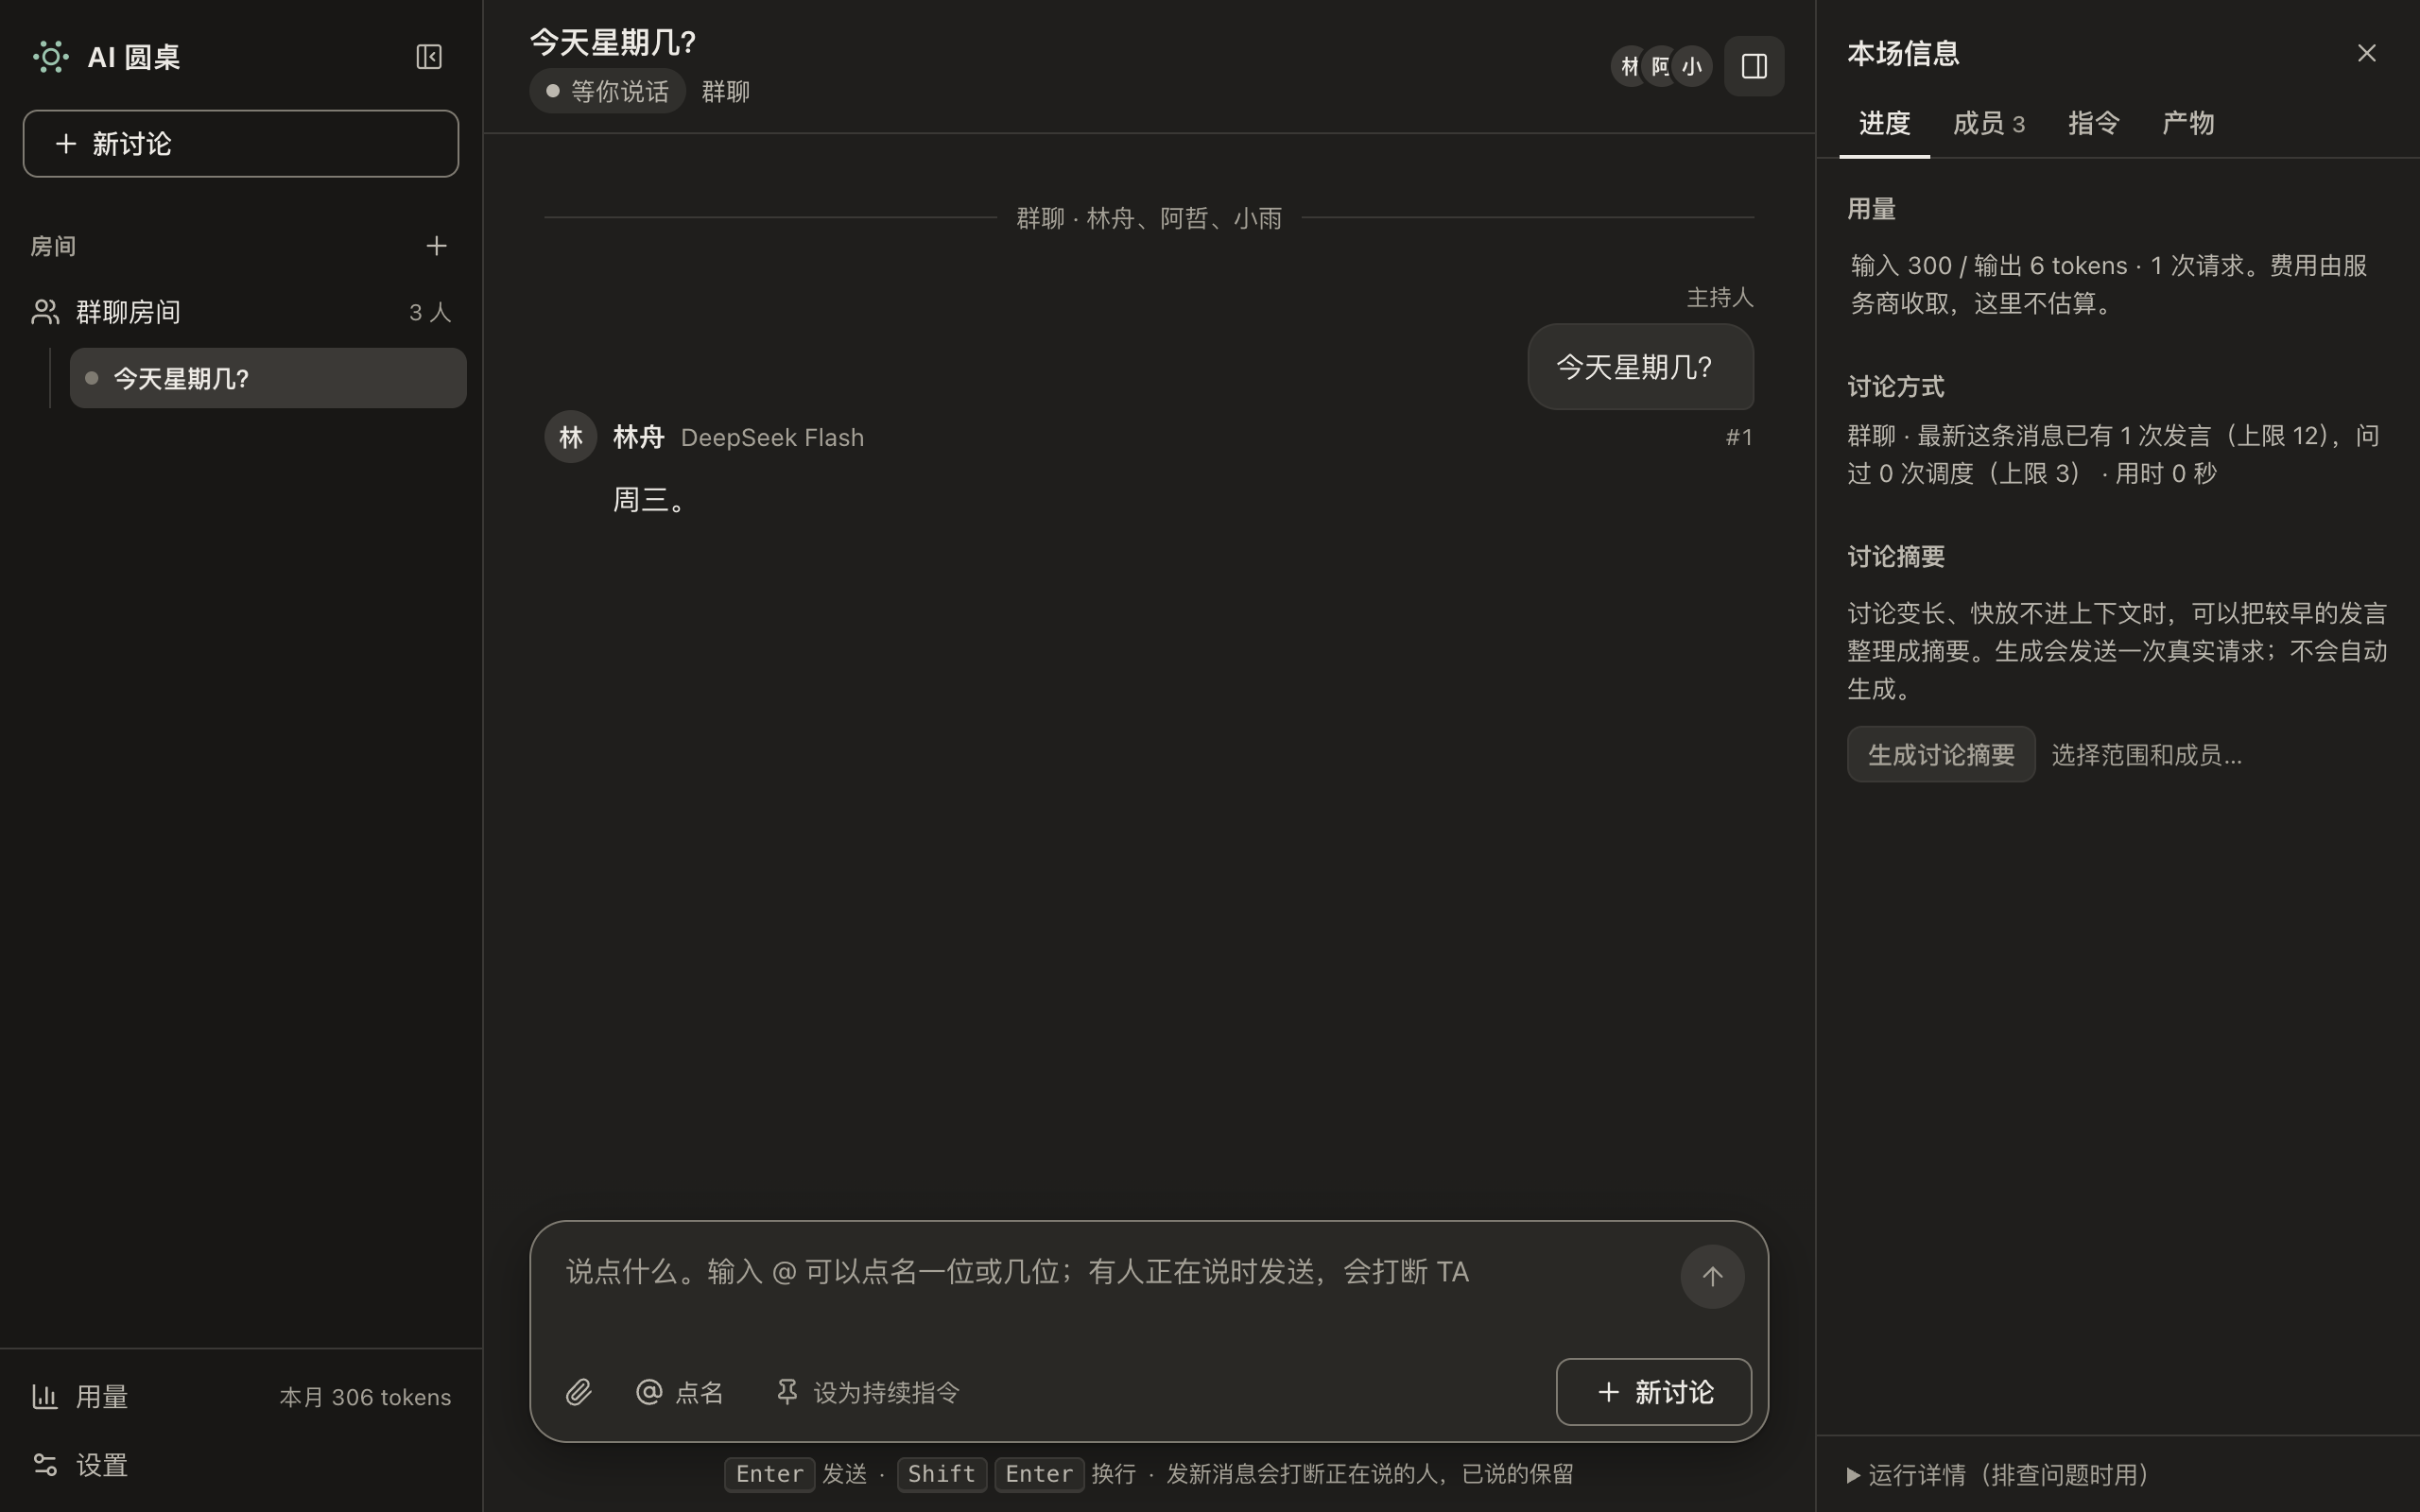 AI 圆桌
新讨论
房间
群聊房间
3 人
今天星期几?
用量
本月 306 tokens
设置
今天星期几?
等你说话
群聊
林
阿
小
群聊 · 林舟、阿哲、小雨
主持人
今天星期几?
林
林舟 DeepSeek Flash
#1
周三。
说点什么。输入 @ 可以点名一位或几位；有人正在说时发送，会打断 TA
点名
设为持续指令
新讨论
Enter 发送 · Shift Enter 换行 · 发新消息会打断正在说的人，已说的保留
本场信息
进度
成员 3
指令
产物
用量
输入 300 / 输出 6 tokens · 1 次请求。费用由服
务商收取，这里不估算。
讨论方式
群聊 · 最新这条消息已有 1 次发言（上限 12），问
过 0 次调度（上限 3） · 用时 0 秒
讨论摘要
讨论变长、快放不进上下文时，可以把较早的发言
整理成摘要。生成会发送一次真实请求；不会自动
生成。
生成讨论摘要
选择范围和成员...
运行详情（排查问题时用）